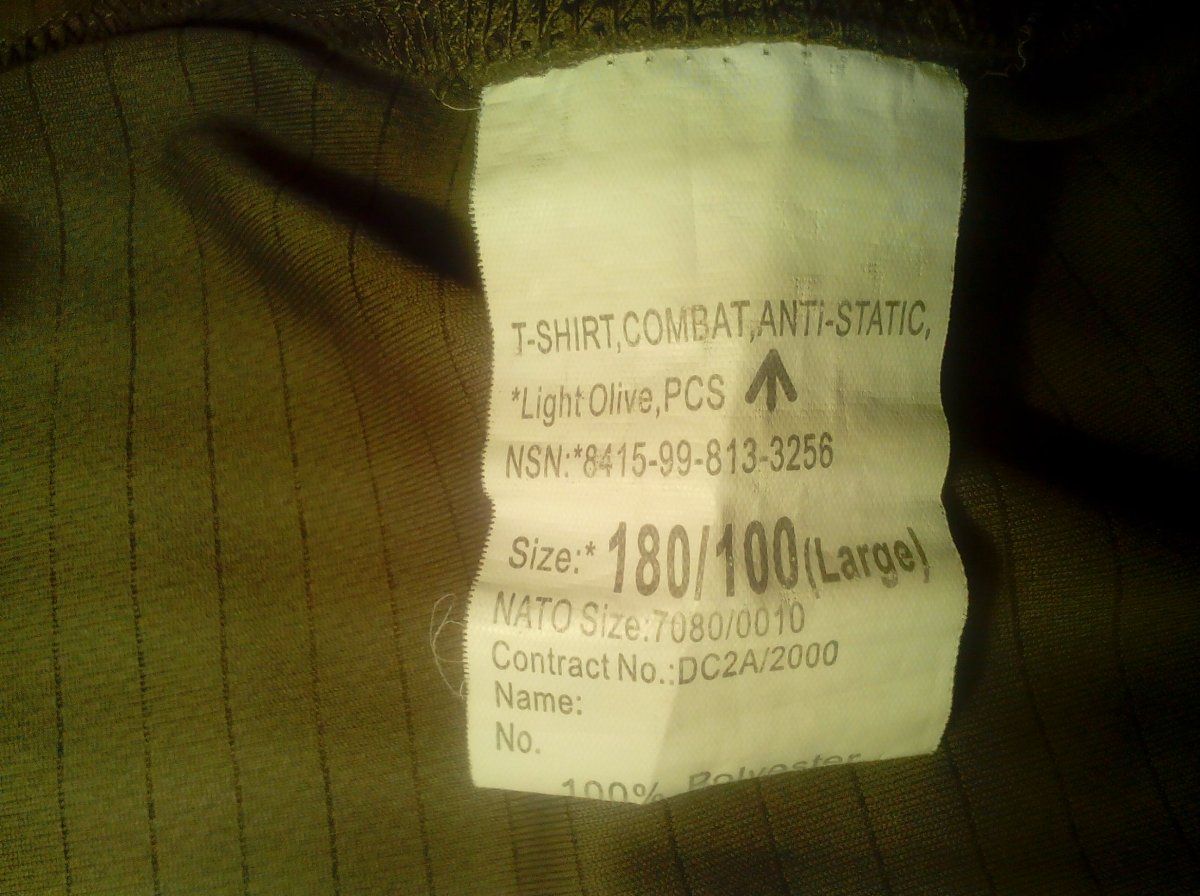 T-SHIRT,COMBAT,ANTI-STATIC,
*Light Olive,PCS
NSN:*8415-99-813-3256
Size:* 180/100(Large)
NATO Size:7080/0010
Contract No.:DC2A/2000
Name:
No.
100% Polyester